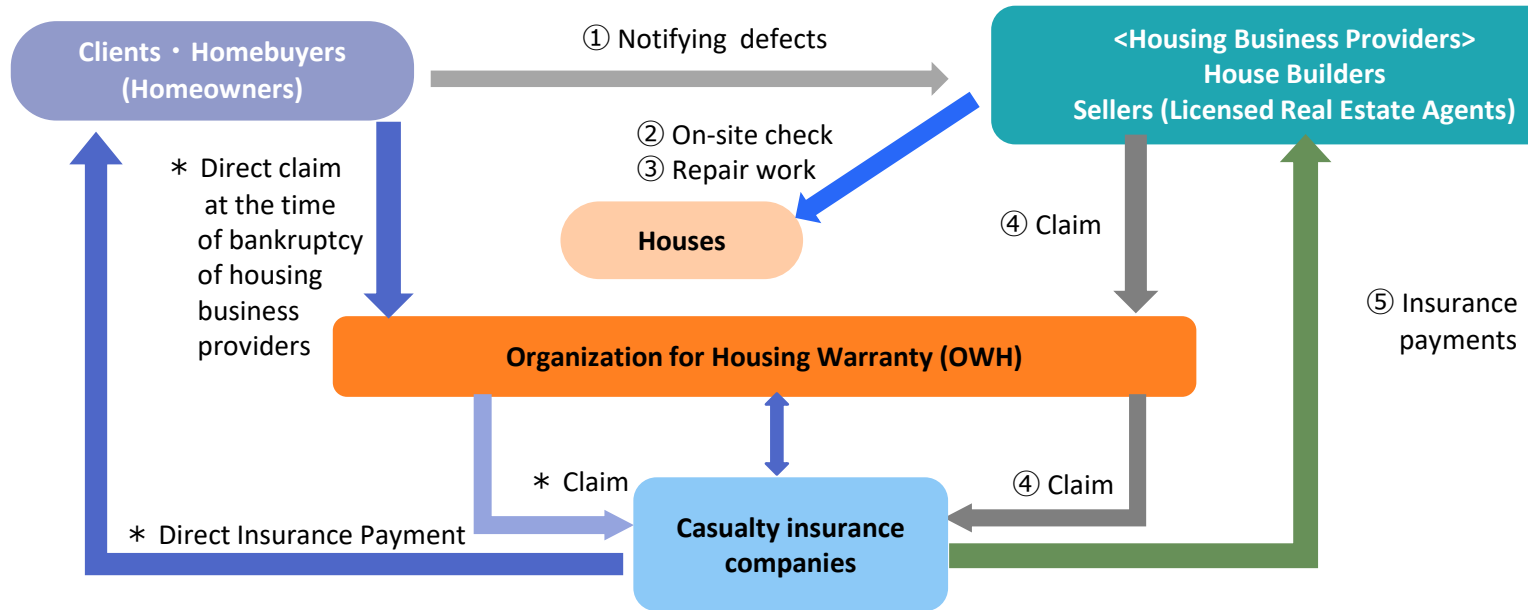 Clients・Homebuyers
(Homeowners)
① Notifying defects
<Housing Business Providers>
House Builders
Sellers (Licensed Real Estate Agents)
② On-site check
③ Repair work
＊ Direct claim
at the time
of bankruptcy
of housing
business
providers
Houses
④ Claim
⑤ Insurance
payments
Organization for Housing Warranty (OWH)
＊ Claim
④ Claim
＊ Direct Insurance Payment
Casualty insurance
companies